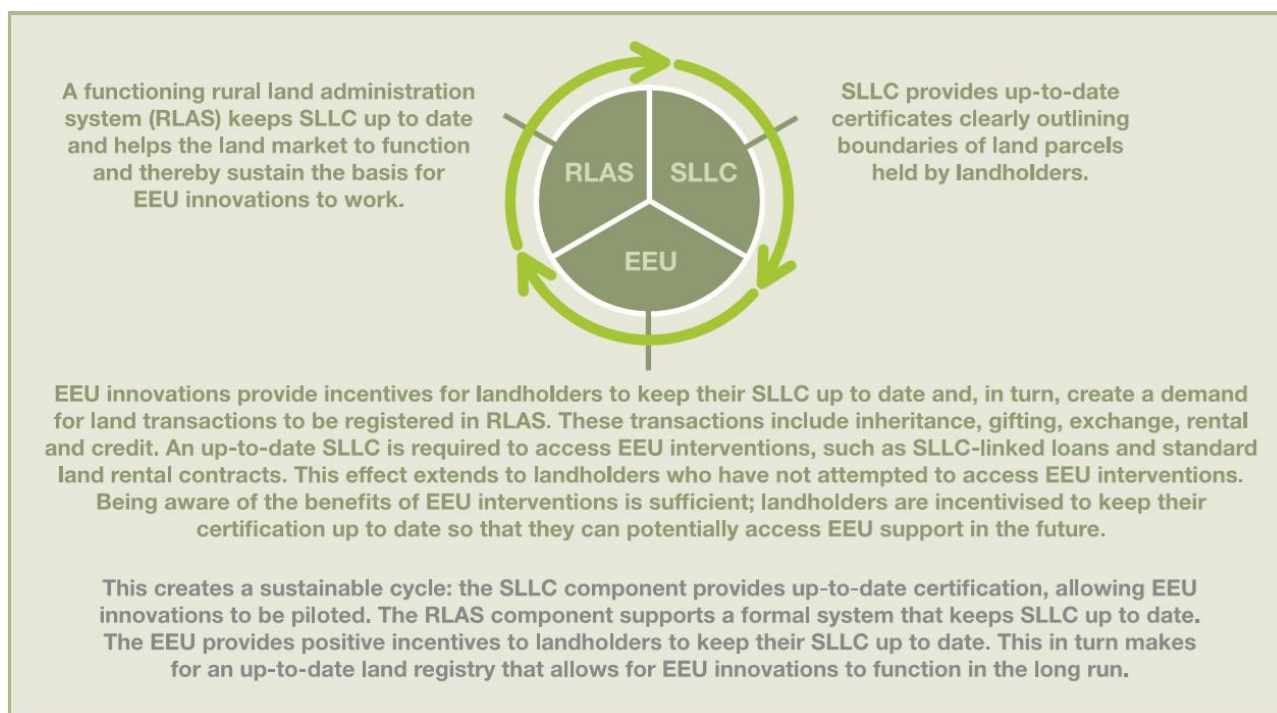 A functioning rural land administration
system (RLAS) keeps SLLC up to date
and helps the land market to function
and thereby sustain the basis for
EEU innovations to work.
RLAS
SLLC
EEU
SLLC provides up-to-date
certificates clearly outlining
boundaries of land parcels
held by landholders.
EEU innovations provide incentives for landholders to keep their SLLC up to date and, in turn, create a demand
for land transactions to be registered in RLAS. These transactions include inheritance, gifting, exchange, rental
and credit. An up-to-date SLLC is required to access EEU interventions, such as SLLC-linked loans and standard
land rental contracts. This effect extends to landholders who have not attempted to access EEU interventions.
Being aware of the benefits of EEU interventions is sufficient; landholders are incentivised to keep their
certification up to date so that they can potentially access EEU support in the future.
This creates a sustainable cycle: the SLLC component provides up-to-date certification, allowing EEU
innovations to be piloted. The RLAS component supports a formal system that keeps SLLC up to date.
The EEU provides positive incentives to landholders to keep their SLLC up to date. This in turn makes
for an up-to-date land registry that allows for EEU innovations to function in the long run.